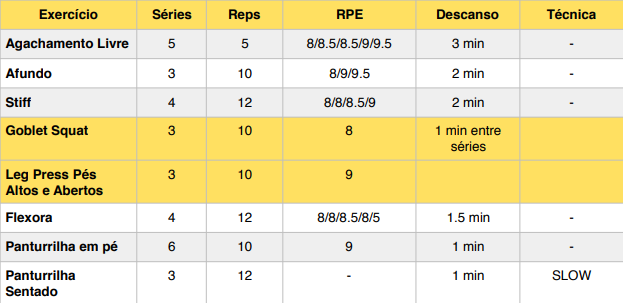 Exercício Séries Reps RPE Descanso Técnica
Agachamento Livre 5 5 8/8.5/8.5/9/9.5 3 min -
Afundo 3 10 8/9/9.5 2 min -
Stiff 4 12 8/8/8.5/9 2 min -
Goblet Squat 3 10 8 1 min entre
séries
Leg Press Pés 3 10 9
Altos e Abertos
Flexora 4 12 8/8/8.5/8/5 1.5 min -
Panturrilha em pé 6 10 9 1 min -
Panturrilha 3 12 - 1 min SLOW
Sentado